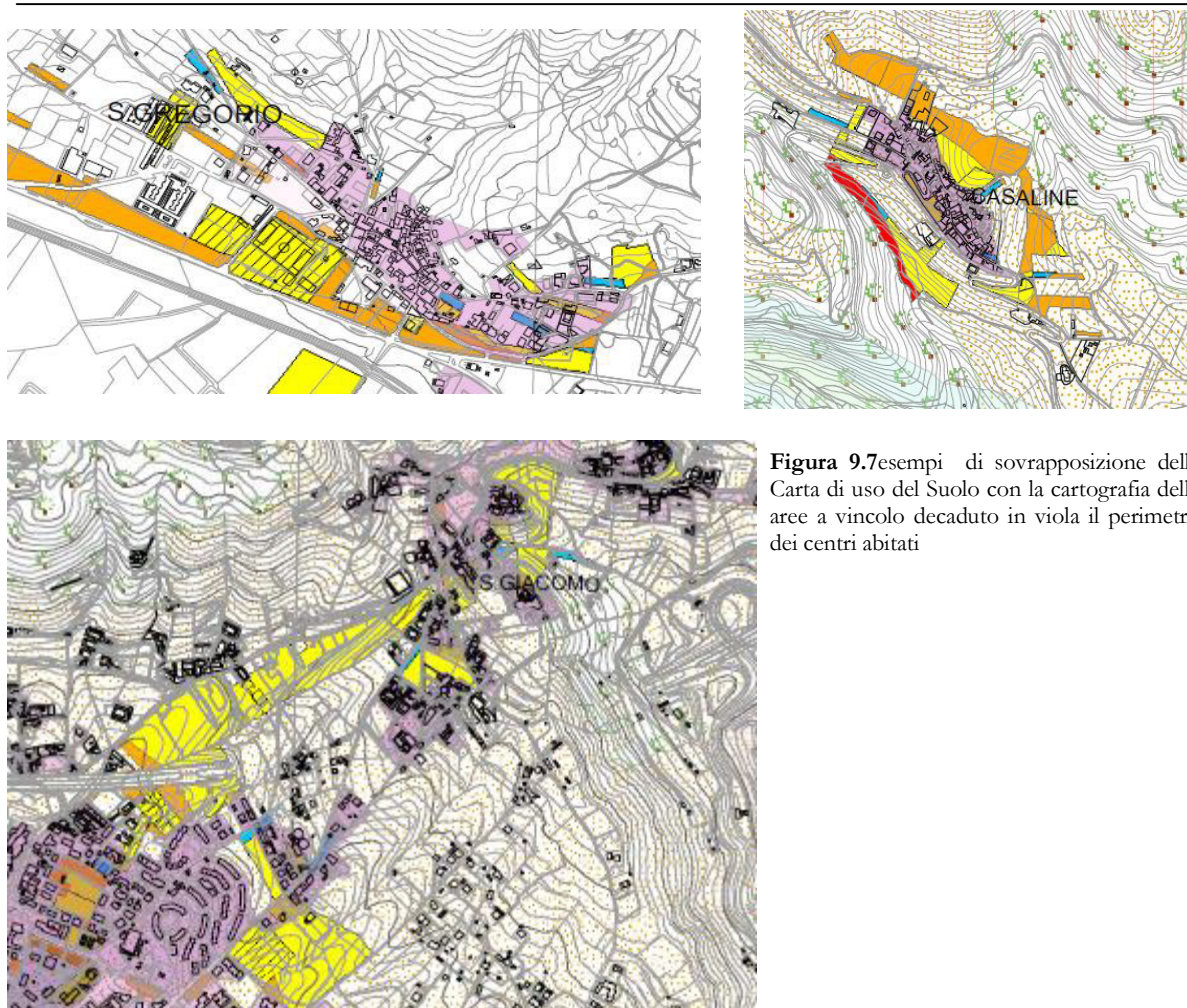 S.GREGORIO
CASALINE
Figura 9.7esempi di sovrapposizione dell
Carta di uso del Suolo con la cartografia dell
aree a vincolo decaduto in viola il perimetr
dei centri abitati
S.GIACOMO